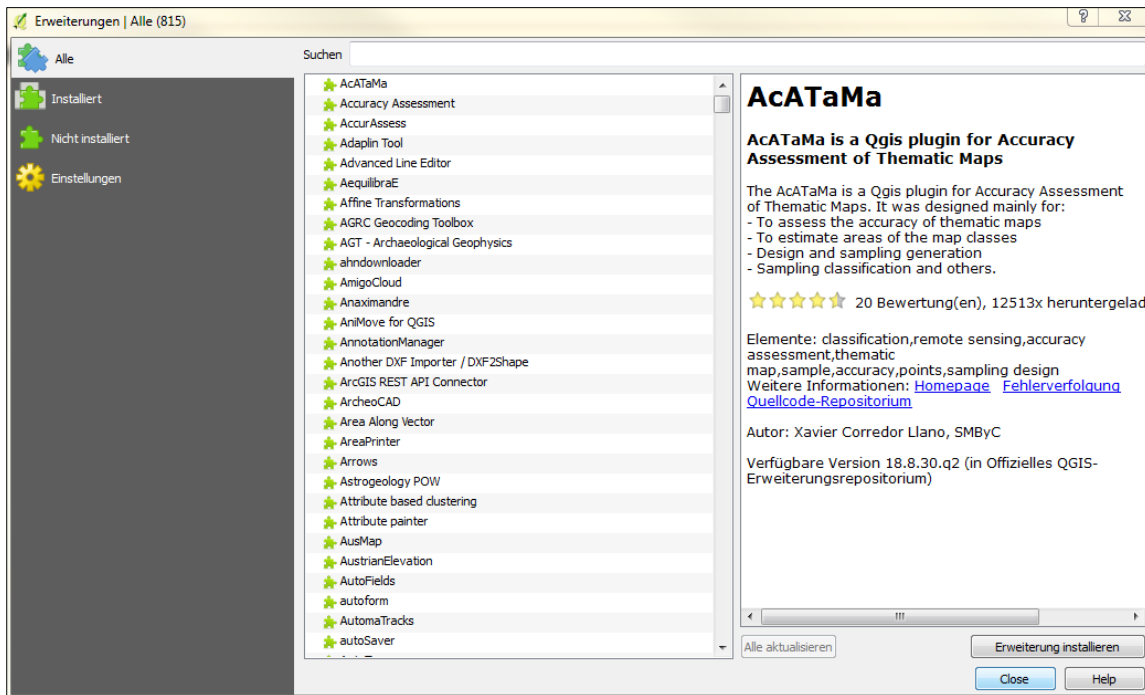 Erweiterungen | Alle (815)
Alle
Installiert
Nicht installiert
Einstellungen
Suchen
AcATaMa
Accuracy Assessment
AccurAssess
Adaplin Tool
Advanced Line Editor
AequilibraE
Affine Transformations
AGRC Geocoding Toolbox
AGT - Archaeological Geophysics
ahndownloader
AmigoCloud
Anaximandre
AniMove for QGIS
AnnotationManager
Another DXF Importer / DXF2Shape
ArcGIS REST API Connector
ArcheoCAD
Area Along Vector
AreaPrinter
Arrows
Astrogeology POW
Attribute based clustering
Attribute painter
AusMap
AustrianElevation
AutoFields
autoform
AutomaTracks
autoSaver
AcATaMa
AcATaMa is a Qgis plugin for Accuracy
Assessment of Thematic Maps
The AcATaMa is a Qgis plugin for Accuracy Assessment
of Thematic Maps. It was designed mainly for:
- To assess the accuracy of thematic maps
- To estimate areas of the map classes
- Design and sampling generation
- Sampling classification and others.
20 Bewertung(en), 12513x heruntergelad
Elemente: classification,remote sensing,accuracy
assessment,thematic
map,sample,accuracy,points,sampling design
Weitere Informationen: Homepage Fehlerverfolgung
Quellcode-Repositorium
Autor: Xavier Corredor Llano, SMByC
Verfügbare Version 18.8.30.q2 (in Offizielles QGIS-
Erweiterungsrepositorium)
Alle aktualisieren
Erweiterung installieren
Close
Help